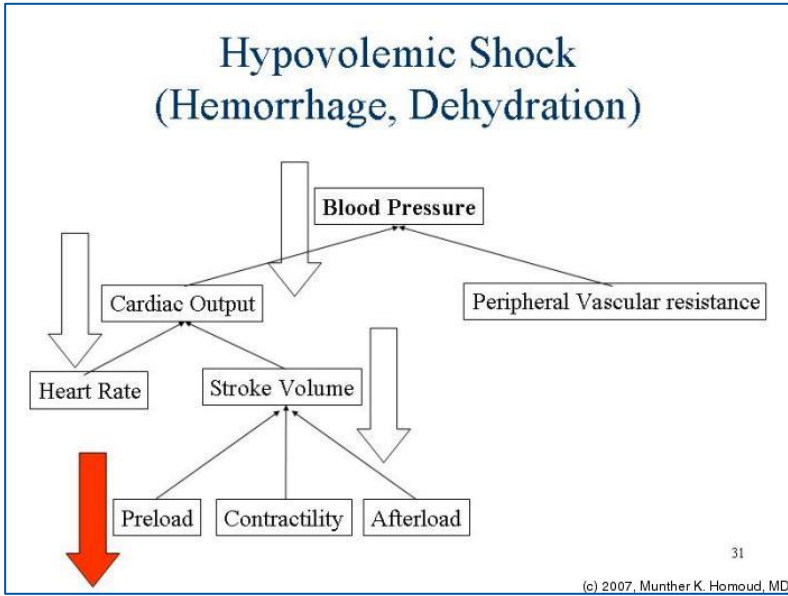 Hypovolemic Shock
(Hemorrhage, Dehydration)
Blood Pressure
Cardiac Output
Peripheral Vascular resistance
Heart Rate
Stroke Volume
Preload
Contractility
Afterload
31
(c) 2007, Munther K. Homoud, MD